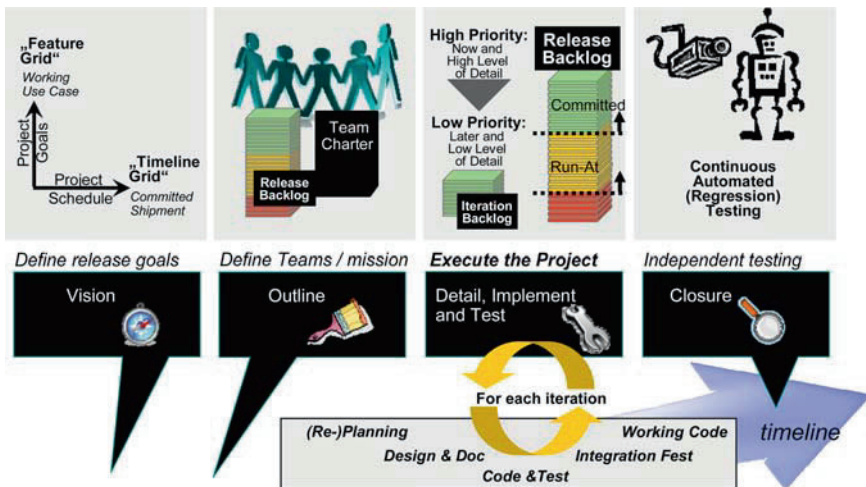 „Feature
Grid“
Working
Use Case
Project
Goals
Project
Schedule
„Timeline
Grid“
Committed
Shipment
Team
Charter
Release
Backlog
High Priority:
Now and
High Level
of Detail
Low Priority:
Later and
Low Level
of Detail
Iteration
Backlog
Release
Backlog
Committed
Run-At
Continuous
Automated
(Regression)
Testing
Define release goals
Define Teams / mission
Execute the Project
Independent testing
Vision
Outline
Detail, Implement
and Test
Closure
For each iteration
(Re-)Planning
Design & Doc
Code &Test
Integration Fest
Working Code
timeline